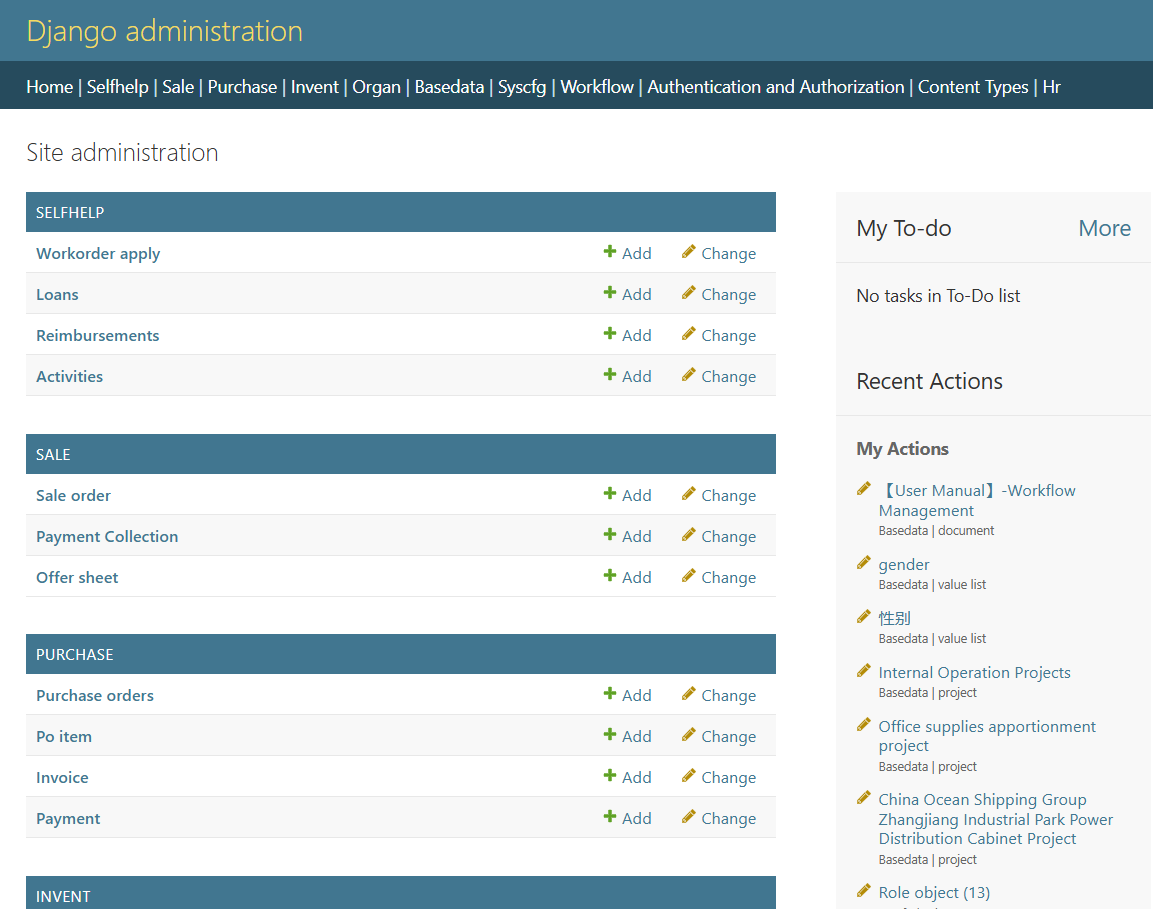 Django administration
Home | Selfhelp | Sale | Purchase | Invent | Organ | Basedata | Syscfg | Workflow | Authentication and Authorization | Content Types | Hr
Site administration
SELFHELP
Workorder apply Add Change
Loans Add Change
Reimbursements Add Change
Activities Add Change
SALE
Sale order Add Change
Payment Collection Add Change
Offer sheet Add Change
PURCHASE
Purchase orders Add Change
Po item Add Change
Invoice Add Change
Payment Add Change
INVENT
My To-do More
No tasks in To-Do list
Recent Actions
My Actions
【User Manual】-Workflow
Management
Basedata | document
gender
Basedata | value list
性别
Basedata | value list
Internal Operation Projects
Basedata | project
Office supplies apportionment
project
Basedata | project
China Ocean Shipping Group
Zhangjiang Industrial Park Power
Distribution Cabinet Project
Basedata | project
Role object (13)